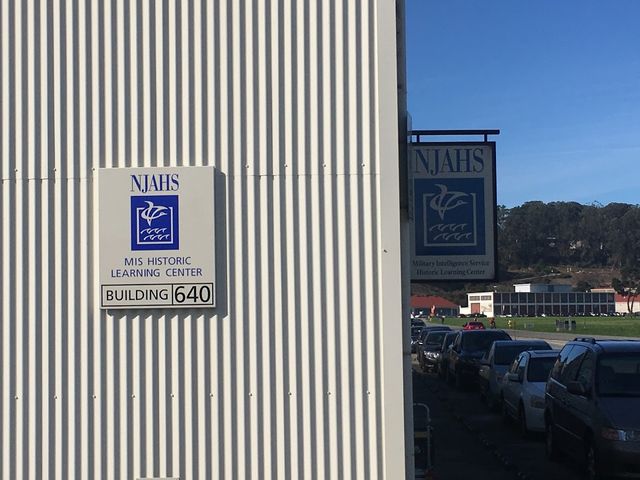 NJAHS
MIS HISTORIC
LEARNING CENTER
BUILDING 640
NJAHS
Military Intelligence Service
Historic Learning Center